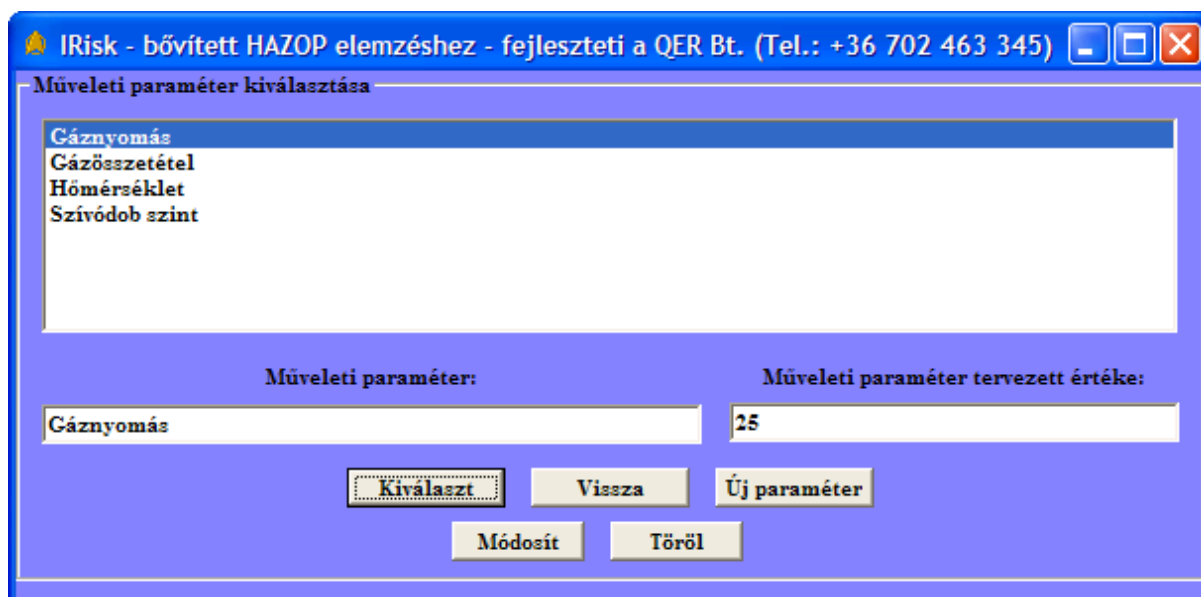 IRisk - bővített HAZOP elemzéshez - fejleszteti a QER Bt. (Tel.: +36 702 463 345)
Műveleti paraméter kiválasztása
Gáznyomás
Gázösszetétel
Hőmérséklet
Szívódob szint
Műveleti paraméter: Műveleti paraméter tervezett értéke:
Gáznyomás 25
Kiválaszt Vissza Új paraméter
Módosít Töröl